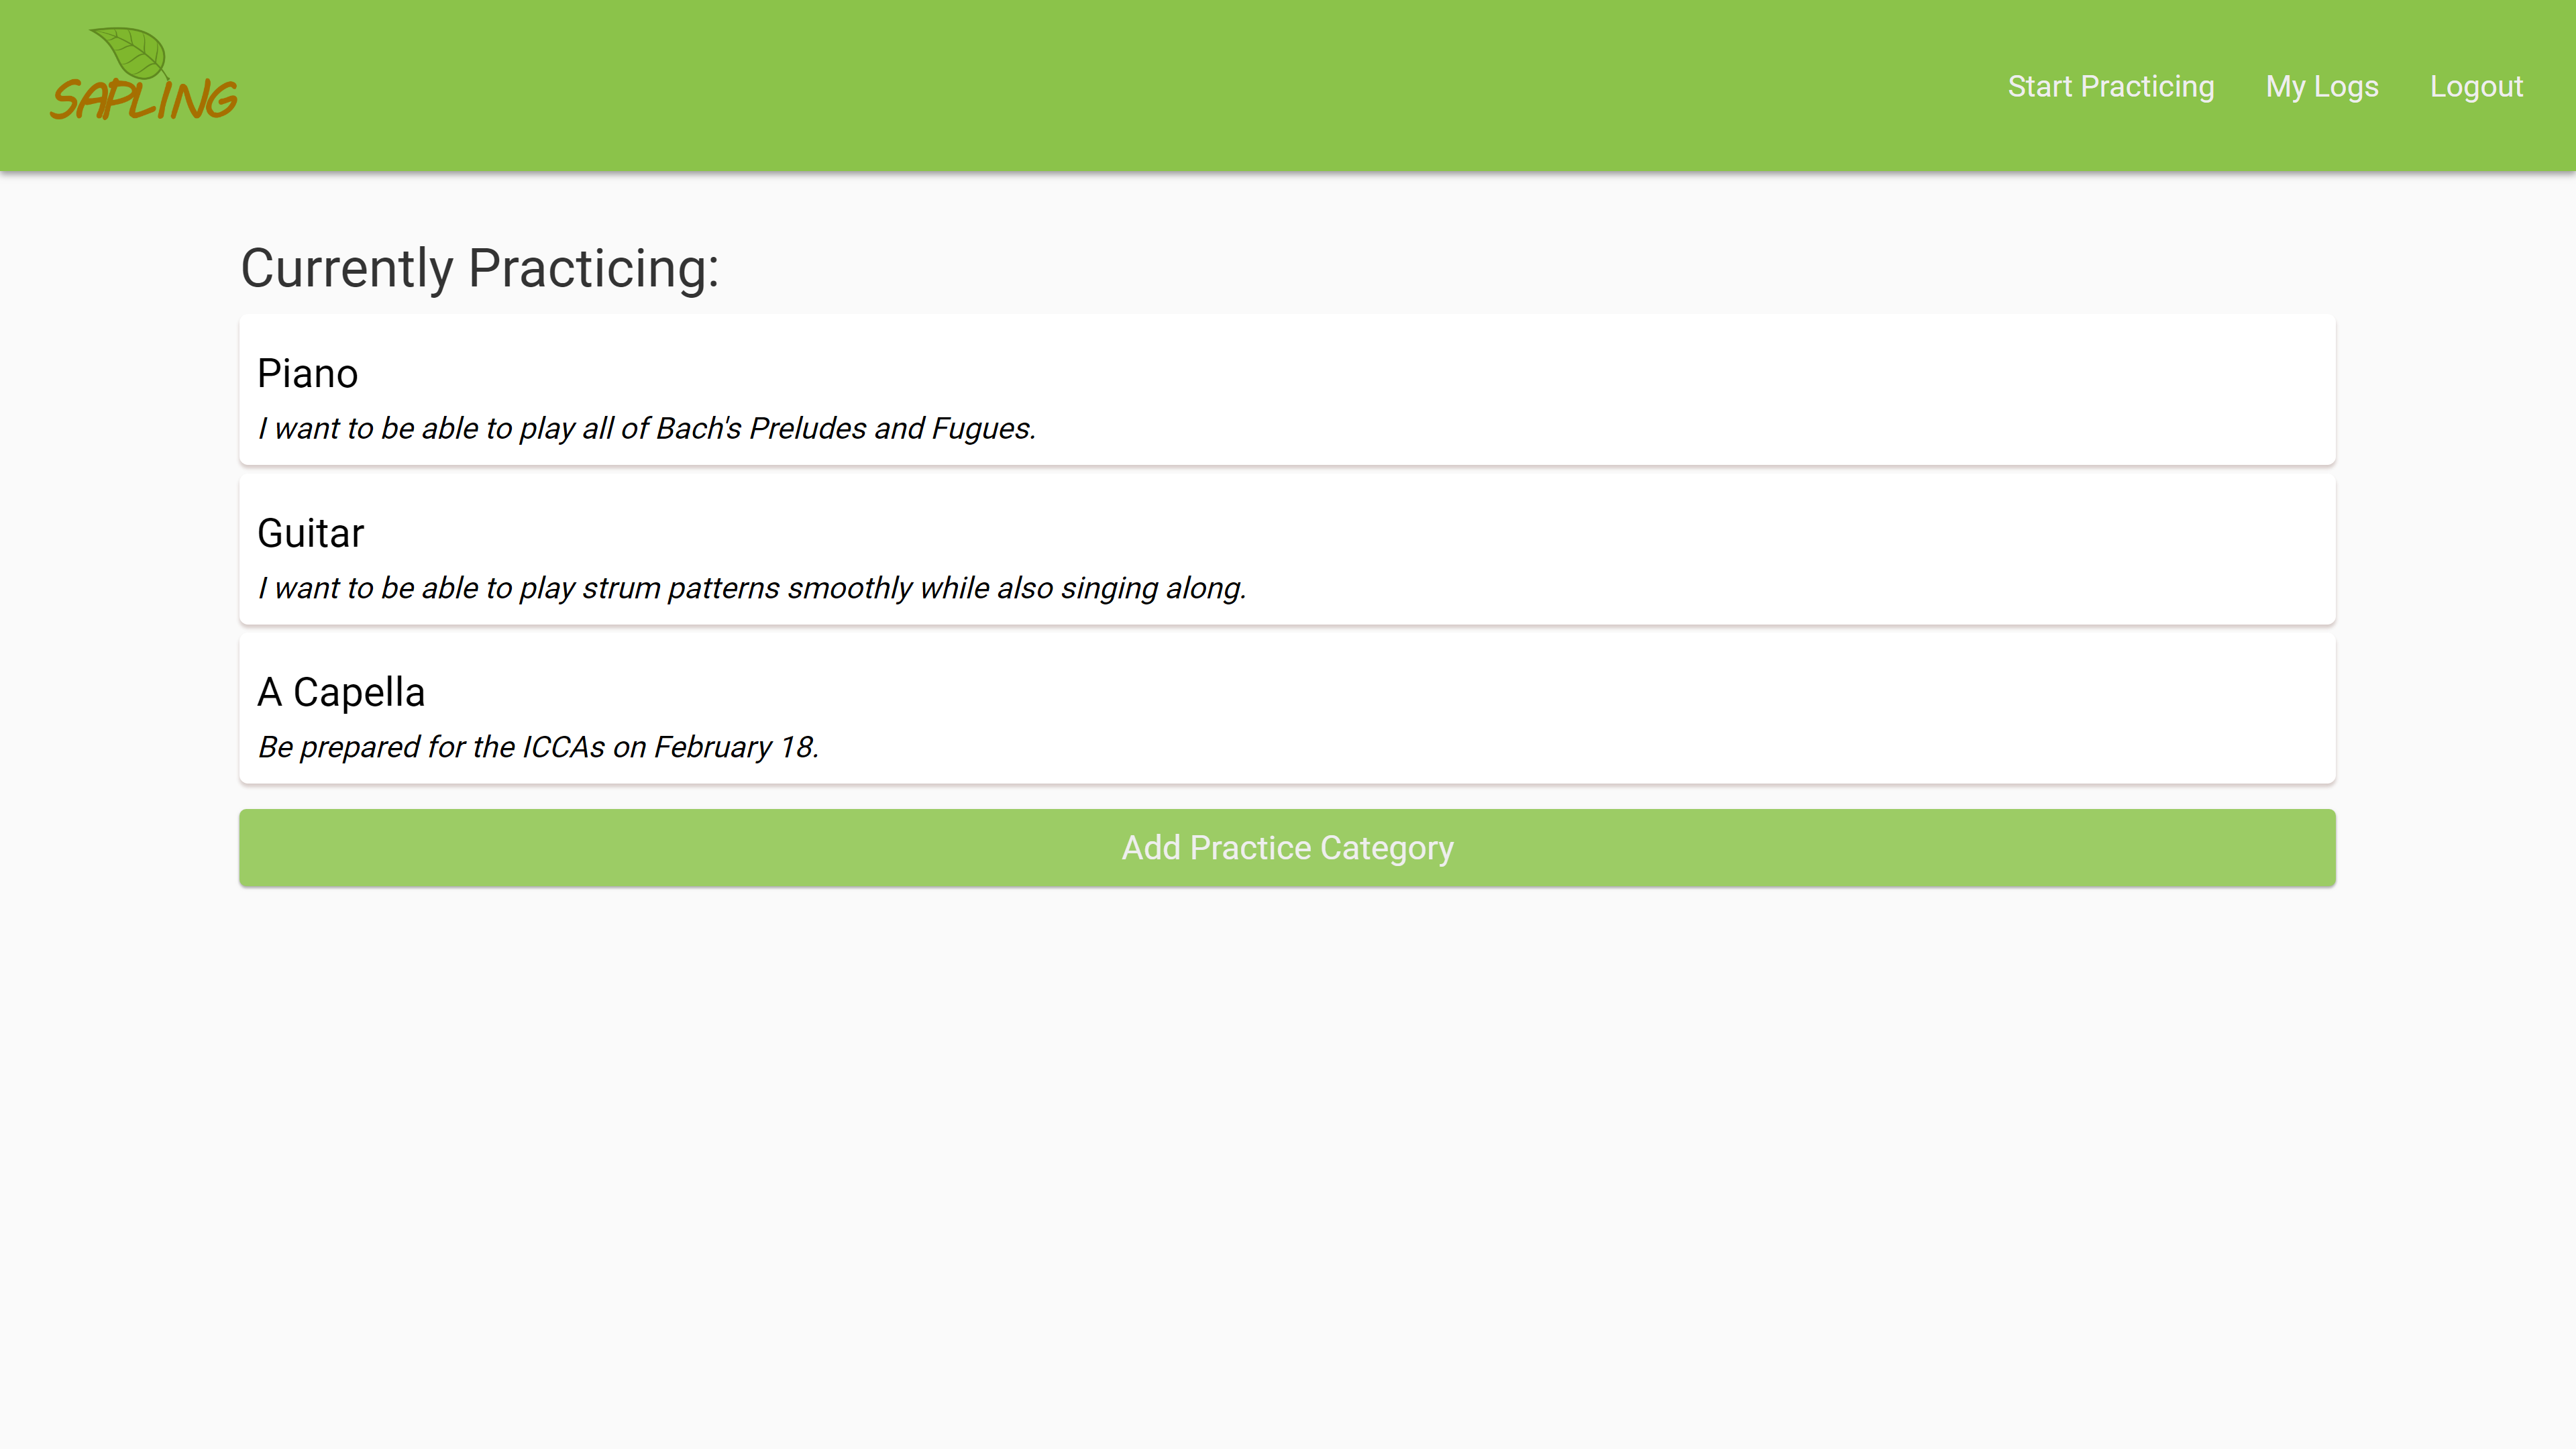 SAPLING
Start Practicing My Logs Logout
Currently Practicing:
Piano
I want to be able to play all of Bach's Preludes and Fugues.
Guitar
I want to be able to play strum patterns smoothly while also singing along.
A Capella
Be prepared for the ICCAs on February 18.
Add Practice Category